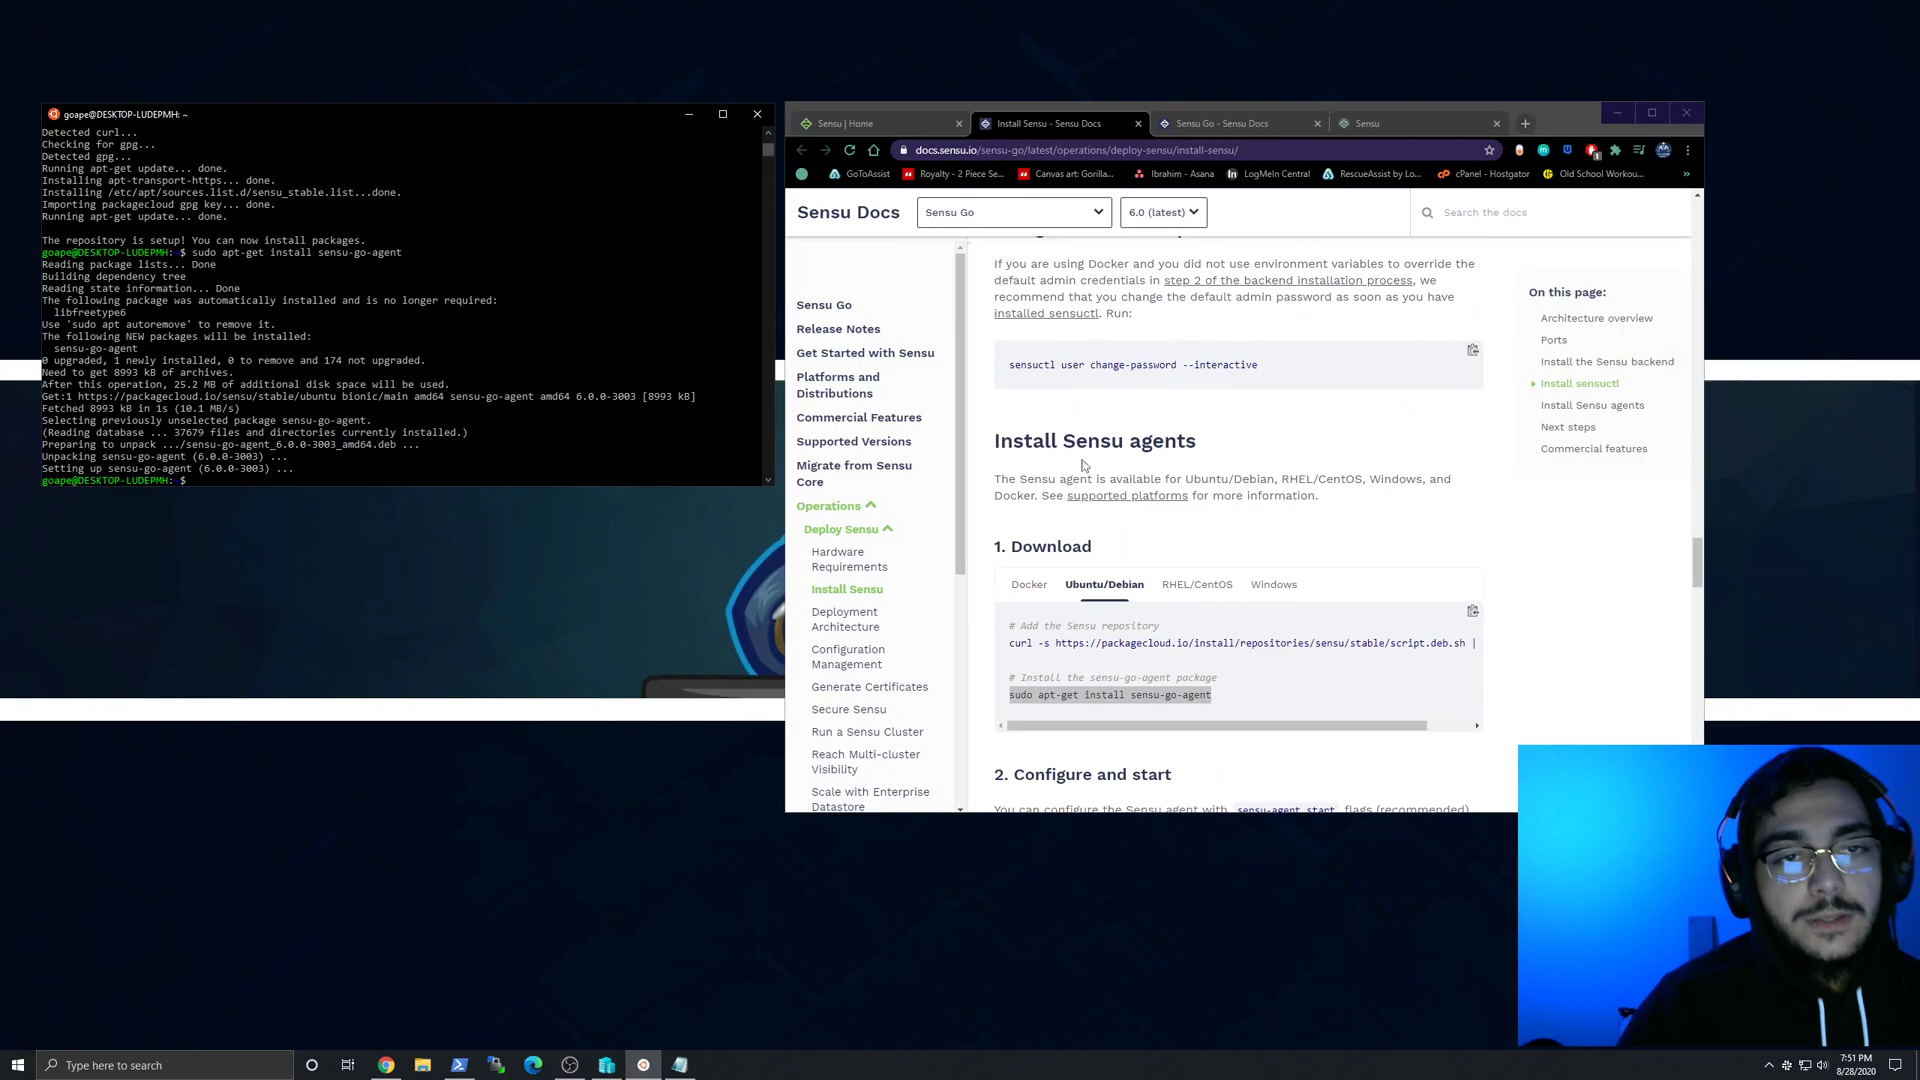 goape@DESKTOP-LUDEPMH: ~
Detected curl...
Checking for gpg...
Detected gpg...
Running apt-get update... done.
Installing apt-transport-https... done.
Installing /etc/apt/sources.list.d/sensu_stable.list...done.
Importing packagecloud gpg key... done.
Running apt-get update... done.
The repository is setup! You can now install packages.
goape@DESKTOP-LUDEPMH:~$ sudo apt-get install sensu-go-agent
Reading package lists... Done
Building dependency tree
Reading state information... Done
The following package was automatically installed and is no longer required:
libfreetype6
Use 'sudo apt autoremove' to remove it.
The following NEW packages will be installed:
sensu-go-agent
0 upgraded, 1 newly installed, 0 to remove and 174 not upgraded.
Need to get 8993 kB of archives.
After this operation, 25.2 MB of additional disk space will be used.
Get:1 https://packagecloud.io/sensu/stable/ubuntu bionic/main amd64 sensu-go-agent amd64 6.0.0-3003 [8993 kB]
Fetched 8993 kB in 1s (10.1 MB/s)
Selecting previously unselected package sensu-go-agent.
(Reading database ... 37679 files and directories currently installed.)
Preparing to unpack .../sensu-go-agent_6.0.0-3003_amd64.deb ...
Unpacking sensu-go-agent (6.0.0-3003) ...
Setting up sensu-go-agent (6.0.0-3003) ...
goape@DESKTOP-LUDEPMH:~$
Sensu | Home
Install Sensu - Sensu Docs
Sensu Go - Sensu Docs
Sensu
docs.sensu.io/sensu-go/latest/operations/deploy-sensu/install-sensu/
GoToAssist
Royalty - 2 Piece Se...
Canvas art: Gorilla...
Ibrahim - Asana
LogMeIn Central
RescueAssist by Lo...
cPanel - Hostgator
Old School Workou...
»
Sensu Docs
Sensu Go
6.0 (latest)
Search the docs
Sensu Go
Release Notes
Get Started with Sensu
Platforms and
Distributions
Commercial Features
Supported Versions
Migrate from Sensu
Core
Operations
Deploy Sensu
Hardware
Requirements
Install Sensu
Deployment
Architecture
Configuration
Management
Generate Certificates
Secure Sensu
Run a Sensu Cluster
Reach Multi-cluster
Visibility
Scale with Enterprise
Datastore
If you are using Docker and you did not use environment variables to override the
default admin credentials in step 2 of the backend installation process, we
recommend that you change the default admin password as soon as you have
installed sensuctl. Run:
sensuctl user change-password --interactive
Install Sensu agents
The Sensu agent is available for Ubuntu/Debian, RHEL/CentOS, Windows, and
Docker. See supported platforms for more information.
1. Download
Docker
Ubuntu/Debian
RHEL/CentOS
Windows
# Add the Sensu repository
curl -s https://packagecloud.io/install/repositories/sensu/stable/script.deb.sh |
# Install the sensu-go-agent package
sudo apt-get install sensu-go-agent
2. Configure and start
You can configure the Sensu agent with sensu-agent start flags (recommended)
On this page:
Architecture overview
Ports
Install the Sensu backend
Install sensuctl
Install Sensu agents
Next steps
Commercial features
Type here to search
7:51 PM
8/28/2020